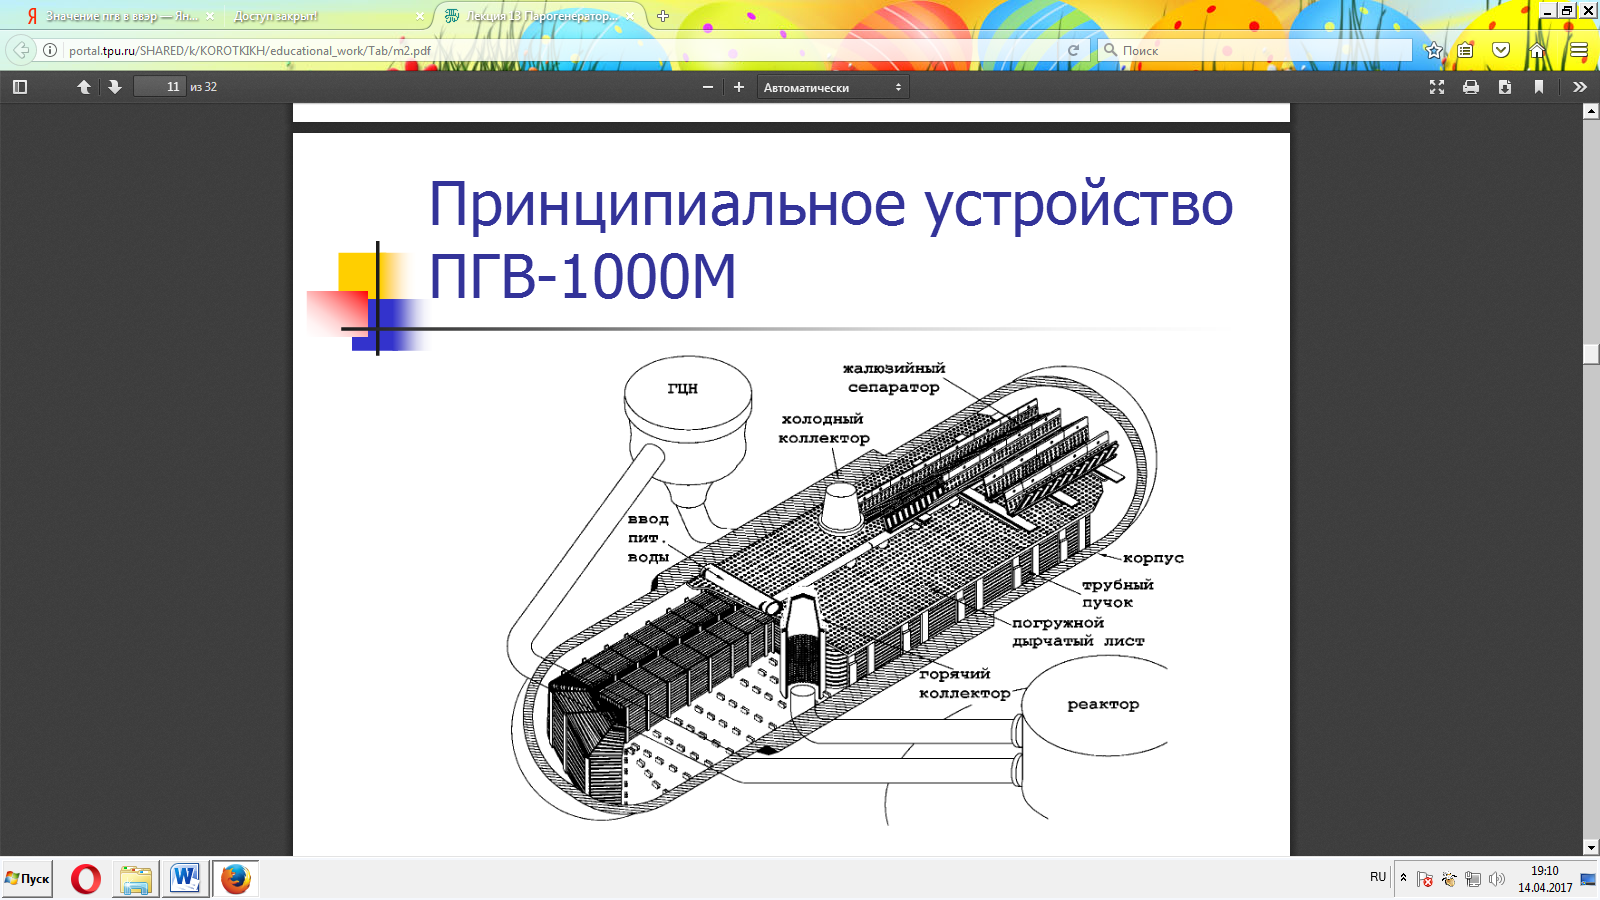 Значение пгв в ввэр — Ян...
Доступ закрыт!
Лекция 13 Парогенератор...
portal.tpu.ru/SHARED/k/KOROTKIKH/educational_work/Tab/m2.pdf
Поиск
11 из 32
Автоматически
Принципиальное устройство
ПГВ-1000М
ГЦН
жалюзийный
сепаратор
холодный
коллектор
ввод
пит.
воды
корпус
трубный
пучок
погружной
дырчатый лист
горячий
коллектор
реактор
Пуск
RU
19:10
14.04.2017